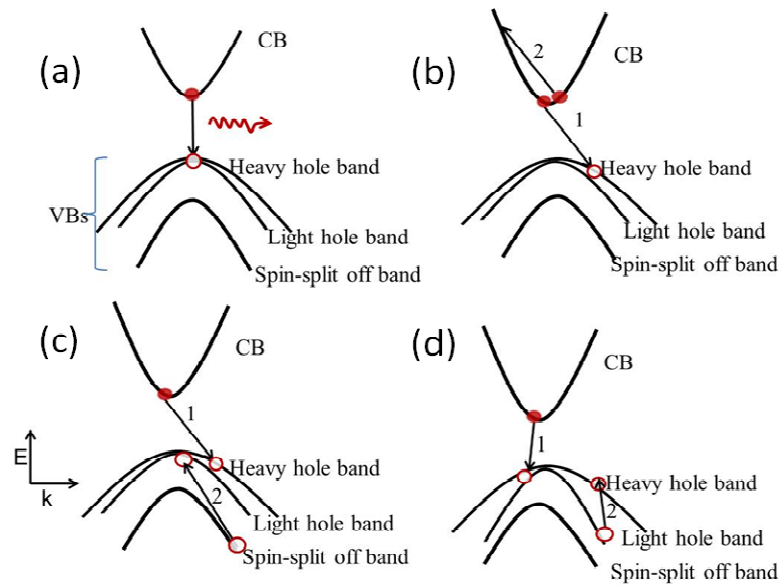 (a)
CB
Heavy hole band
VBs
Light hole band
Spin-split off band
(b)
2
CB
1
Heavy hole band
Light hole band
Spin-split off band
(c)
CB
1
E
k
2
Heavy hole band
Light hole band
Spin-split off band
(d)
CB
1
Heavy hole band
2
Light hole band
Spin-split off band